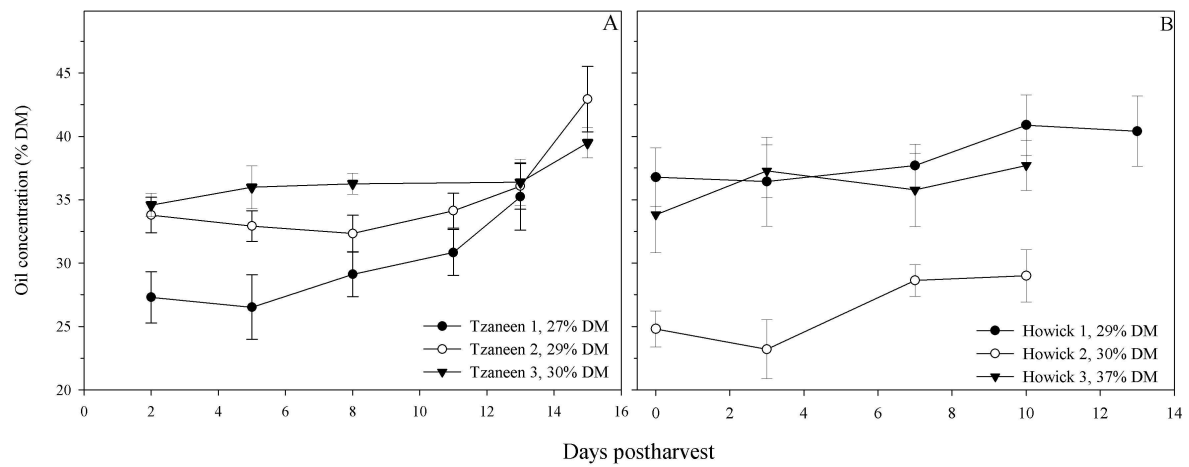 A
B
45
40
35
30
25
20
Oil concentration (% DM)
Tzaneen 1, 27% DM
Tzaneen 2, 29% DM
Tzaneen 3, 30% DM
Howick 1, 29% DM
Howick 2, 30% DM
Howick 3, 37% DM
0 2 4 6 8 10 12 14 16
0 2 4 6 8 10 12 14
Days postharvest